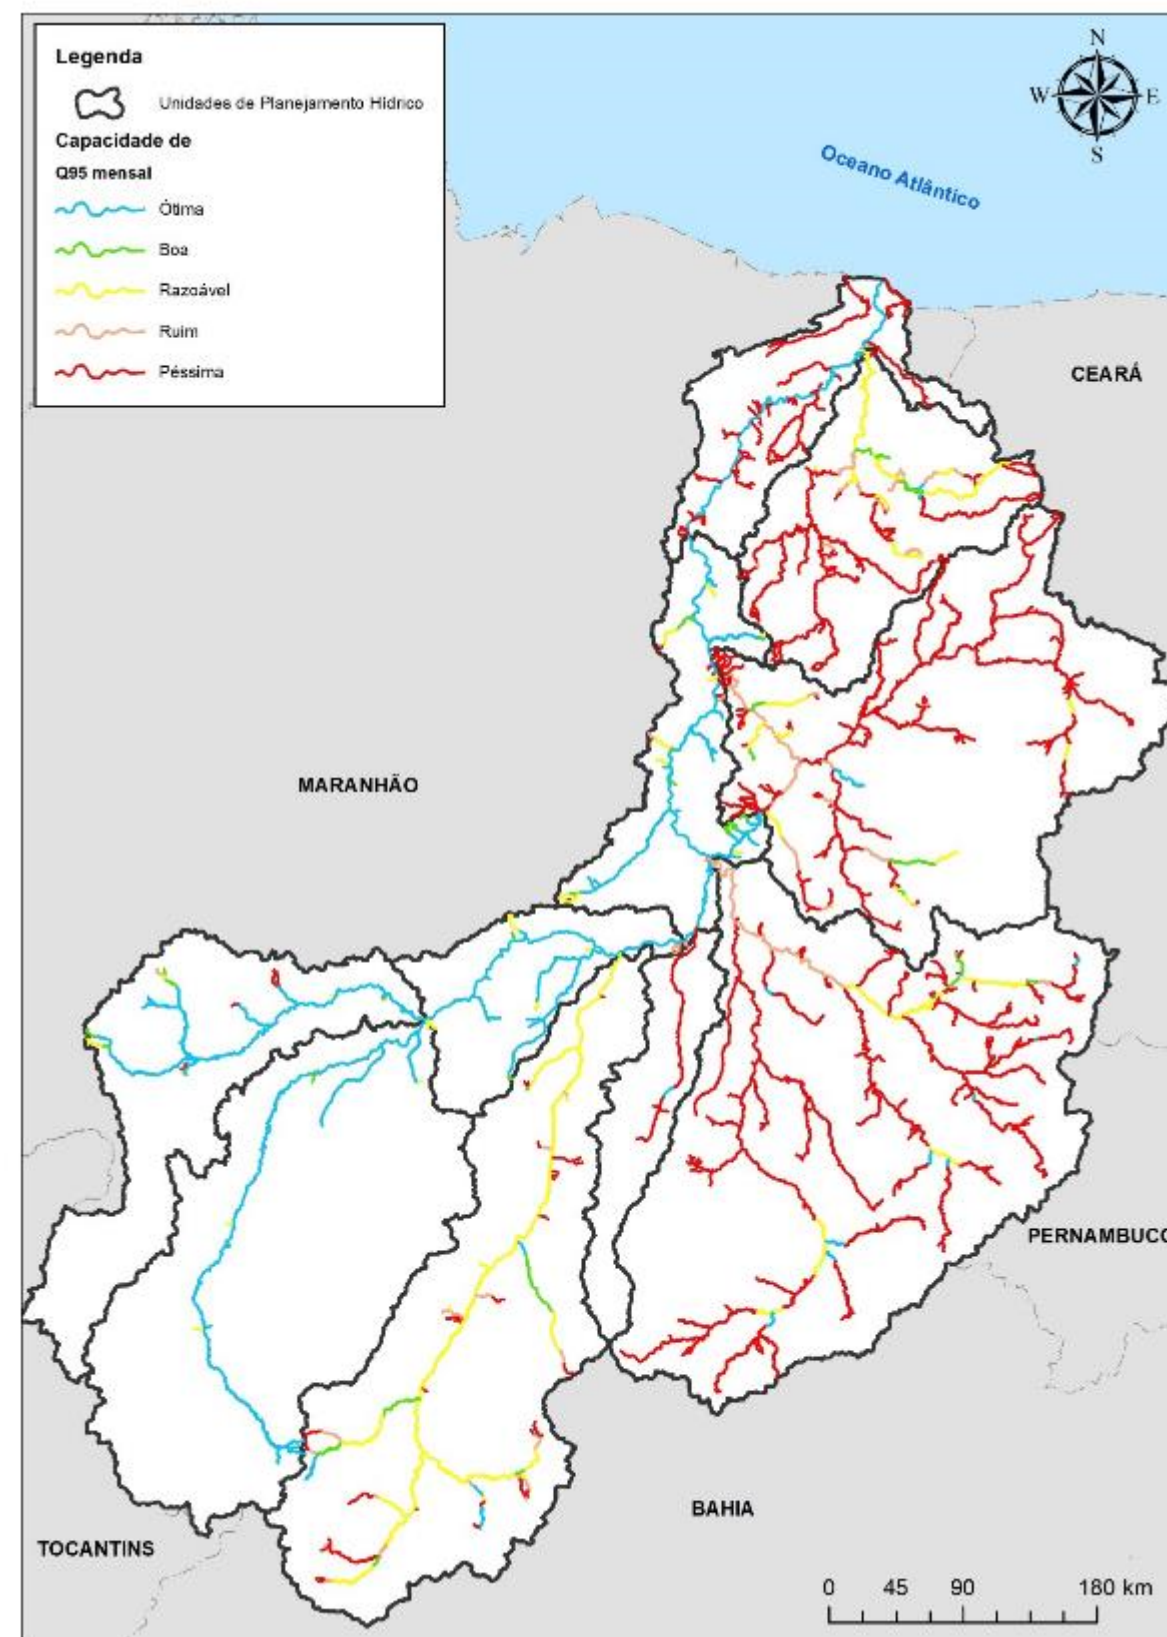 Legenda
Unidades de Planejamento Hídrico
Capacidade de
Q95 mensal
Ótima
Boa
Razoável
Ruim
Péssima
N
W
E
S
Oceano Atlântico
CEARÁ
MARANHÃO
PERNAMBUCO
BAHIA
TOCANTINS
0 45 90 180 km